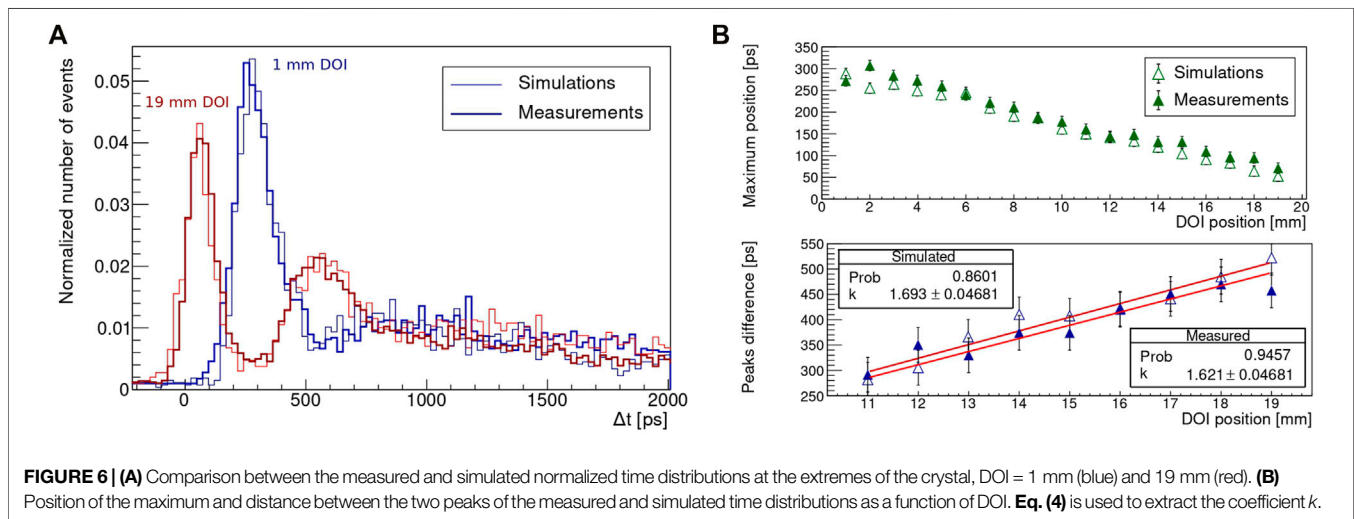 A
1 mm DOI
19 mm DOI
Simulations
Measurements
Normalized number of events
0.05
0.04
0.03
0.02
0.01
0
0 500 1000 1500 2000
Δt [ps]
B
Maximum position [ps]
350
300
250
200
150
100
50
0
Simulations
Measurements
0 2 4 6 8 10 12 14 16 18 20
DOI position [mm]
Peaks difference [ps]
550
500
450
400
350
300
250
Simulated
Prob 0.8601
k 1.693 ± 0.04681
Measured
Prob 0.9457
k 1.621 ± 0.04681
11 12 13 14 15 16 17 18 19
DOI position [mm]
FIGURE 6 | (A) Comparison between the measured and simulated normalized time distributions at the extremes of the crystal, DOI = 1 mm (blue) and 19 mm (red). (B)
Position of the maximum and distance between the two peaks of the measured and simulated time distributions as a function of DOI. Eq. (4) is used to extract the coefficient k.